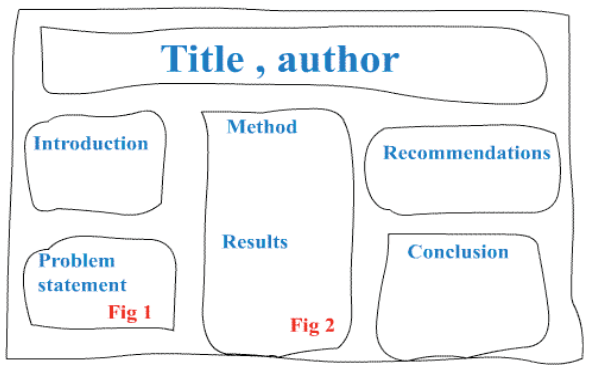 Title , author
Introduction
Problem
statement
Fig 1
Method
Results
Fig 2
Recommendations
Conclusion